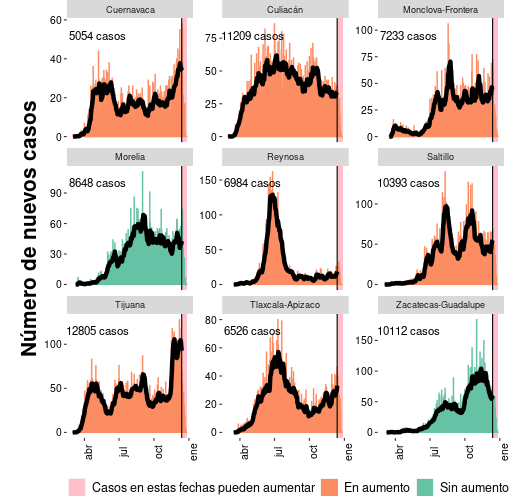 Número de nuevos casos
Cuernavaca
Culiacán
Monclova-Frontera
60
40
20
0
5054 casos
75
50
25
0
11209 casos
100
75
50
25
0
7233 casos
Morelia
Reynosa
Saltillo
90
60
30
0
8648 casos
150
100
50
0
6984 casos
100
50
0
10393 casos
Tijuana
Tlaxcala-Apizaco
Zacatecas-Guadalupe
100
50
0
12805 casos
80
60
40
20
0
6526 casos
150
100
50
0
10112 casos
abr jul oct ene
abr jul oct ene
abr jul oct ene
Casos en estas fechas pueden aumentar En aumento Sin aumento